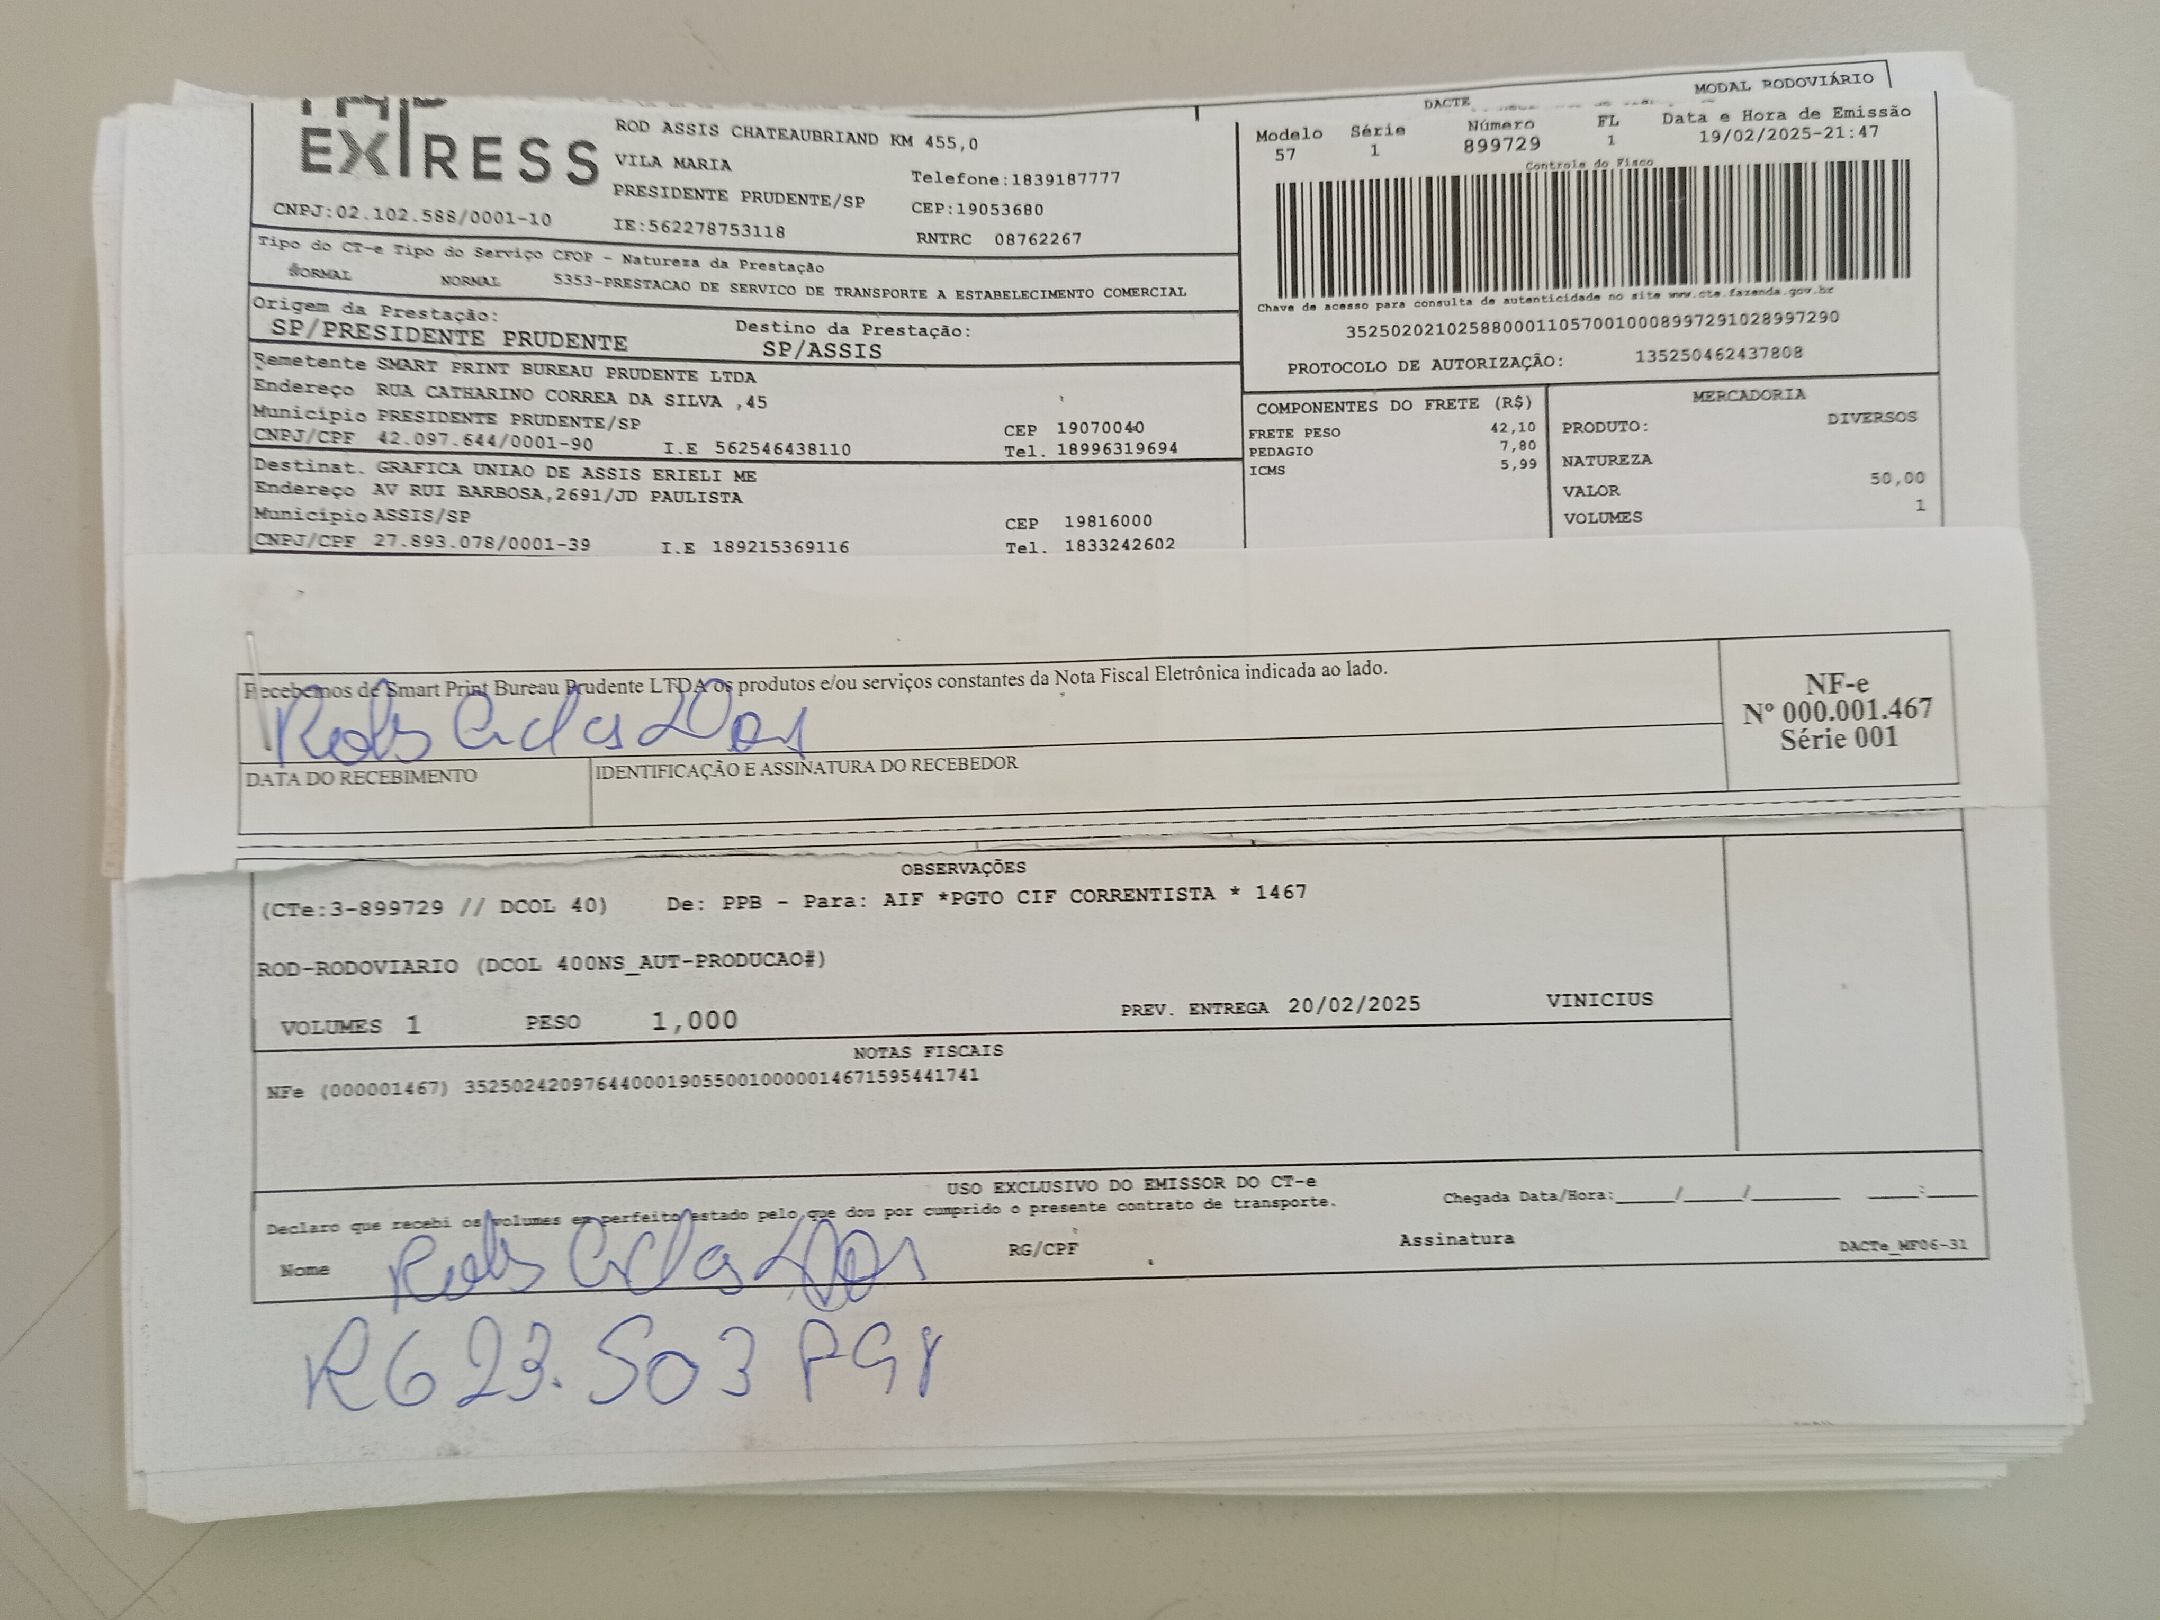 EXPRESS
ROD ASSIS CHATEAUBRIAND KM 455,0
VILA MARIA
Telefone:1839187777
PRESIDENTE PRUDENTE/SP
CEP:19053680
CNPJ:02.102.588/0001-10
IE:562278753118
RNTRC 08762267
DACTE
MODAL RODOVIÁRIO
Modelo Série Número FL Data e Hora de Emissão
57 1 899729 1 19/02/2025-21:47
Controle do Fisco
Chave de acesso para consulta de autenticidade no site www.cte.fazenda.gov.br
35250202102588000110570010008997291028997290
PROTOCOLO DE AUTORIZAÇÃO: 135250462437808
Tipo do CT-e Tipo do Serviço CFOP - Natureza da Prestação
NORMAL NORMAL 5353-PRESTACAO DE SERVICO DE TRANSPORTE A ESTABELECIMENTO COMERCIAL
Origem da Prestação:
SP/PRESIDENTE PRUDENTE
Destino da Prestação:
SP/ASSIS
Remetente SMART PRINT BUREAU PRUDENTE LTDA
Endereço RUA CATHARINO CORREA DA SILVA ,45
Município PRESIDENTE PRUDENTE/SP
CEP 19070040
CNPJ/CPF 42.097.644/0001-90 I.E 562546438110 Tel. 18996319694
Destinat. GRAFICA UNIAO DE ASSIS ERIELI ME
Endereço AV RUI BARBOSA,2691/JD PAULISTA
Município ASSIS/SP
CEP 19816000
CNPJ/CPF 27.893.078/0001-39 I.E 189215369116 Tel. 1833242602
COMPONENTES DO FRETE (R$)
FRETE PESO 42,10
PEDAGIO 7,80
ICMS 5,99
MERCADORIA
PRODUTO: DIVERSOS
NATUREZA
VALOR 50,00
VOLUMES 1
Recebemos de Smart Print Bureau Prudente LTDA os produtos e/ou serviços constantes da Nota Fiscal Eletrônica indicada ao lado.
DATA DO RECEBIMENTO
IDENTIFICAÇÃO E ASSINATURA DO RECEBEDOR
NF-e
Nº 000.001.467
Série 001
OBSERVAÇÕES
(CTe:3-899729 // DCOL 40) De: PPB - Para: AIF *PGTO CIF CORRENTISTA * 1467
ROD-RODOVIARIO (DCOL 400NS_AUT-PRODUCAO#)
VOLUMES 1 PESO 1,000 PREV. ENTREGA 20/02/2025 VINICIUS
NOTAS FISCAIS
NFe (000001467) 35250242097644000190550010000014671595441741
USO EXCLUSIVO DO EMISSOR DO CT-e
Declaro que recebi os volumes em perfeito estado pelo que dou por cumprido o presente contrato de transporte.
Chegada Data/Hora:____/____/________ ____:____
Nome
RG/CPF
Assinatura
DACTe_MF06-31
RG 23.503